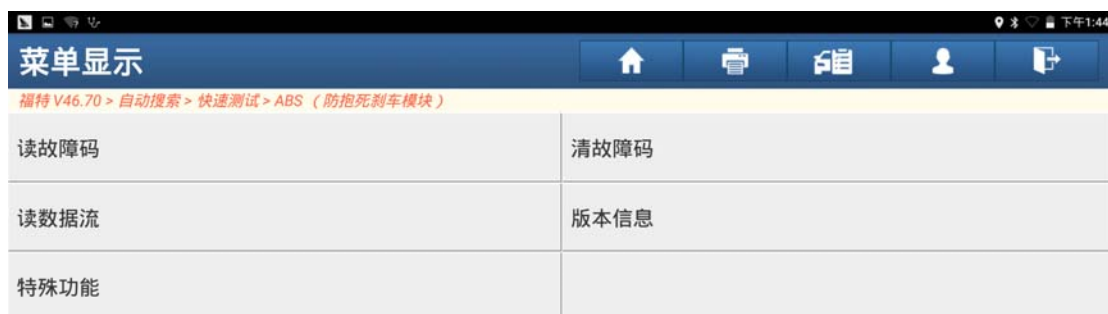 下午1:44
菜单显示
福特 V46.70 > 自动搜索 > 快速测试 > ABS （防抱死刹车模块）
读故障码
清故障码
读数据流
版本信息
特殊功能